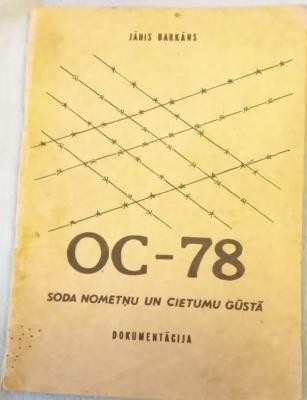 JĀNIS BARKĀNS
OC-78
SODA NOMETŅU UN CIETUMU GŪSTĀ
DOKUMENTĀCIJA